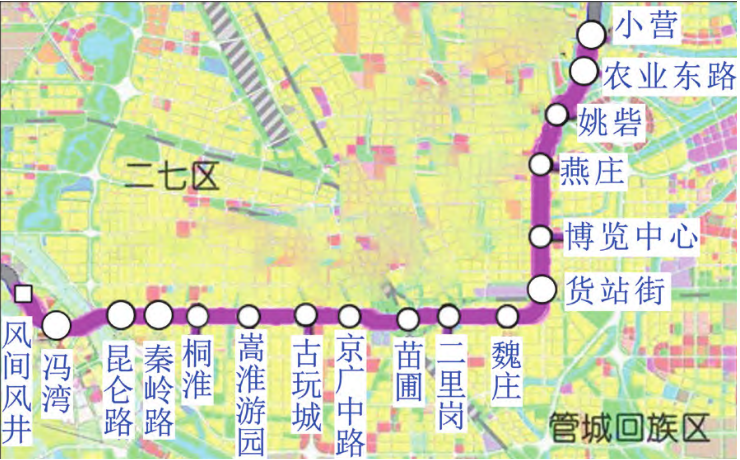 小营
农业东路
姚砦
燕庄
二七区
博览中心
货站街
风间风井
冯湾
昆仑路
秦岭路
桐淮
嵩淮游园
古玩城
京广中路
苗圃
二里岗
魏庄
管城回族区